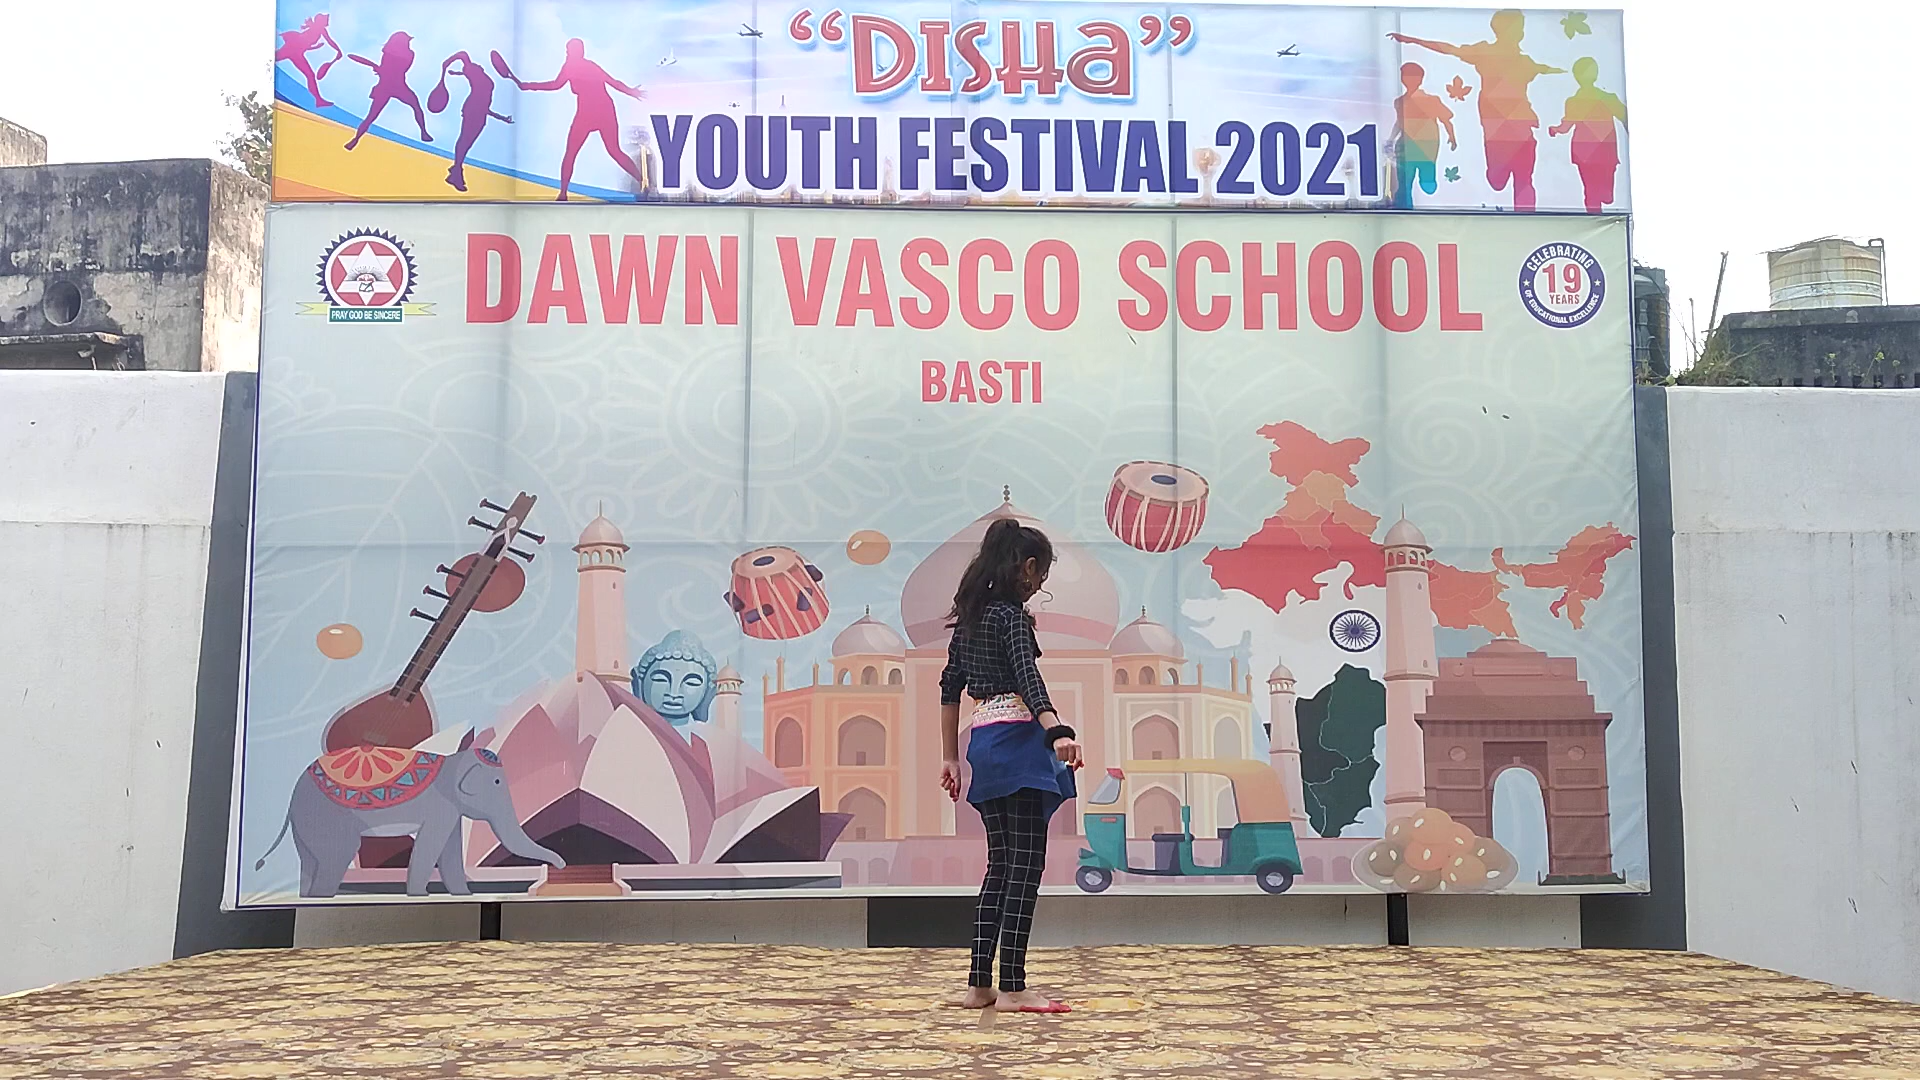 “DISHA”
YOUTH FESTIVAL 2021
DAWN VASCO SCHOOL
PRAY GOD BE SINCERE
CELEBRATING
19
YEARS
OF EDUCATIONAL EXCELLENCE
BASTI